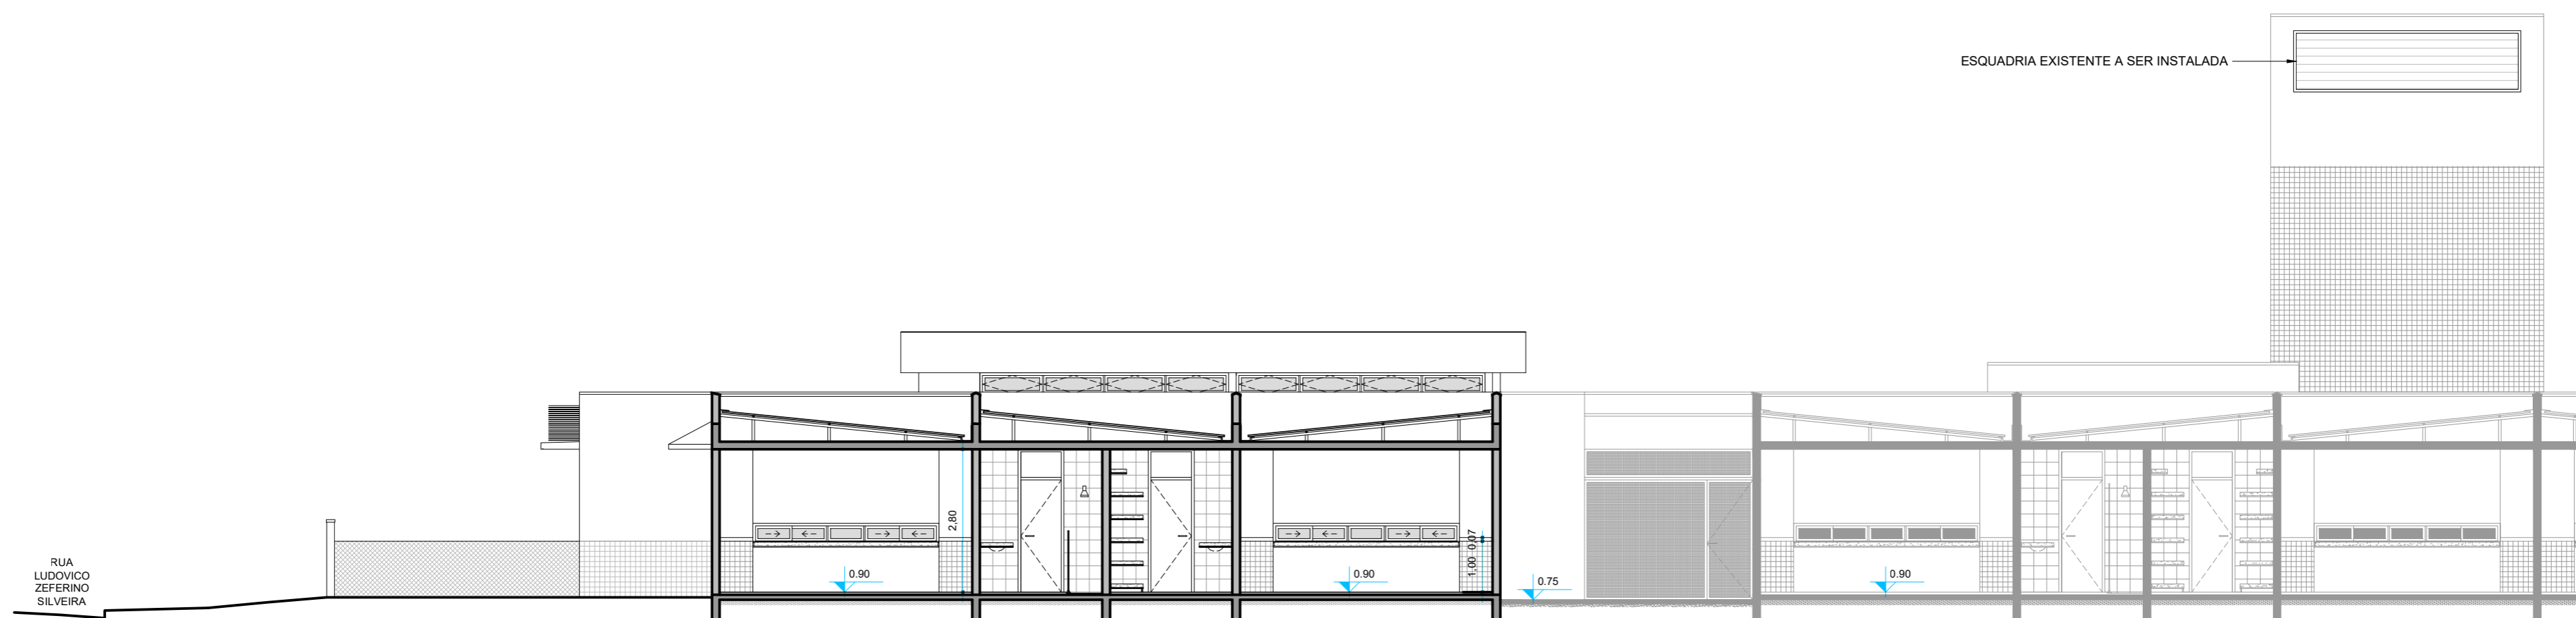 ESQUADRIA EXISTENTE A SER INSTALADA
RUA
LUDOVICO
ZEFERINO
SILVEIRA
2,80
0.90
0.90
1,00
0,07
0.75
0.90